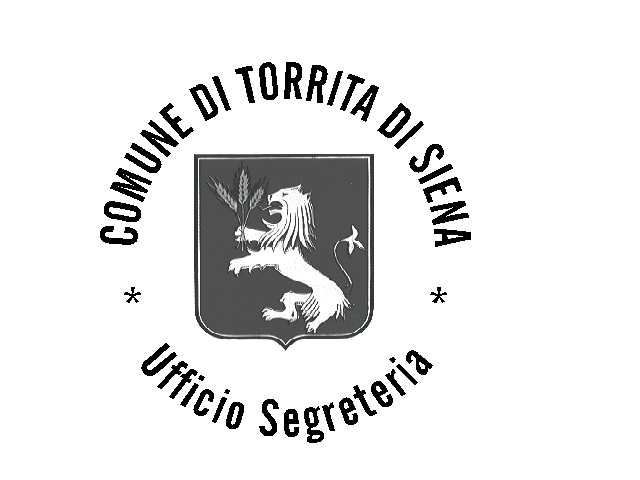 COMUNE DI TORRITA DI SIENA
* *
Ufficio Segreteria